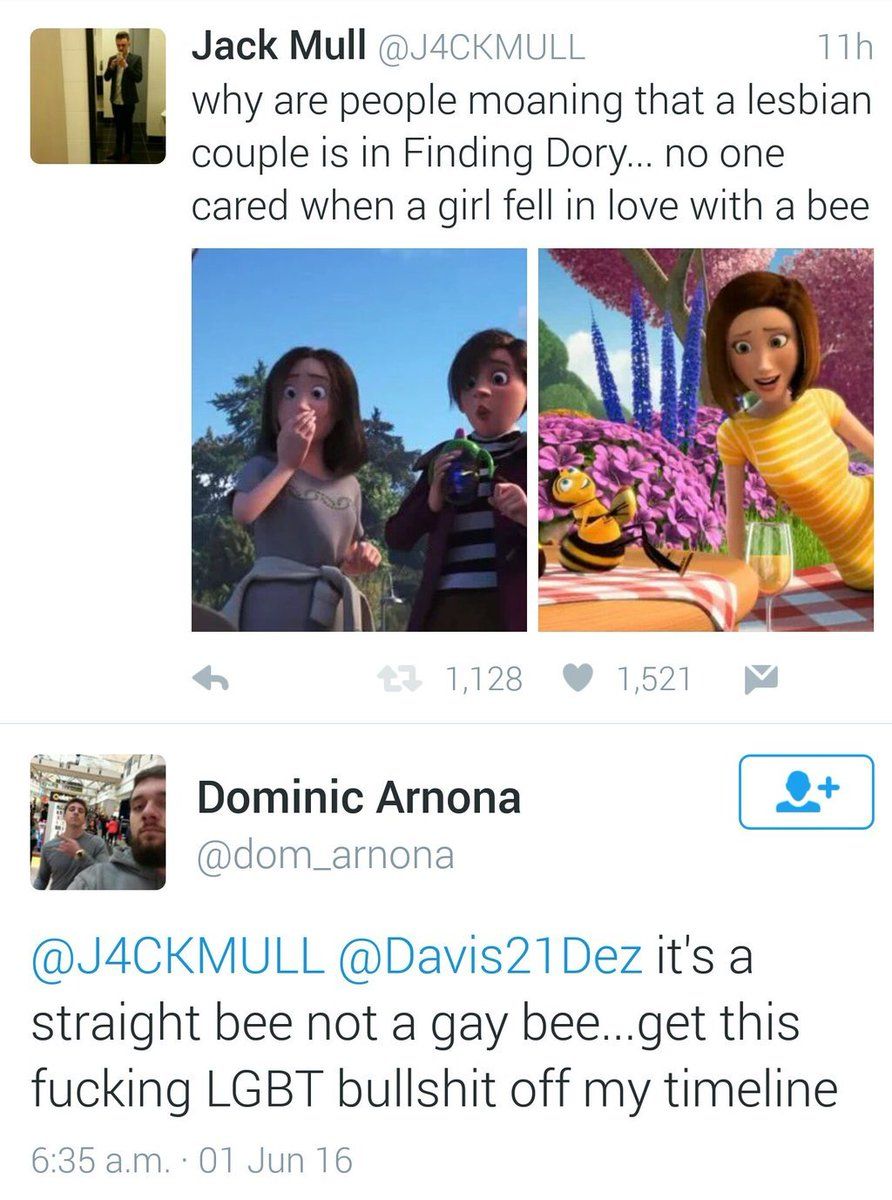 Jack Mull @J4CKMULL 11h
why are people moaning that a lesbian
couple is in Finding Dory... no one
cared when a girl fell in love with a bee
1,128 1,521
Dominic Arnona
@dom_arnona
@J4CKMULL @Davis21Dez it's a
straight bee not a gay bee...get this
fucking LGBT bullshit off my timeline
6:35 a.m. · 01 Jun 16